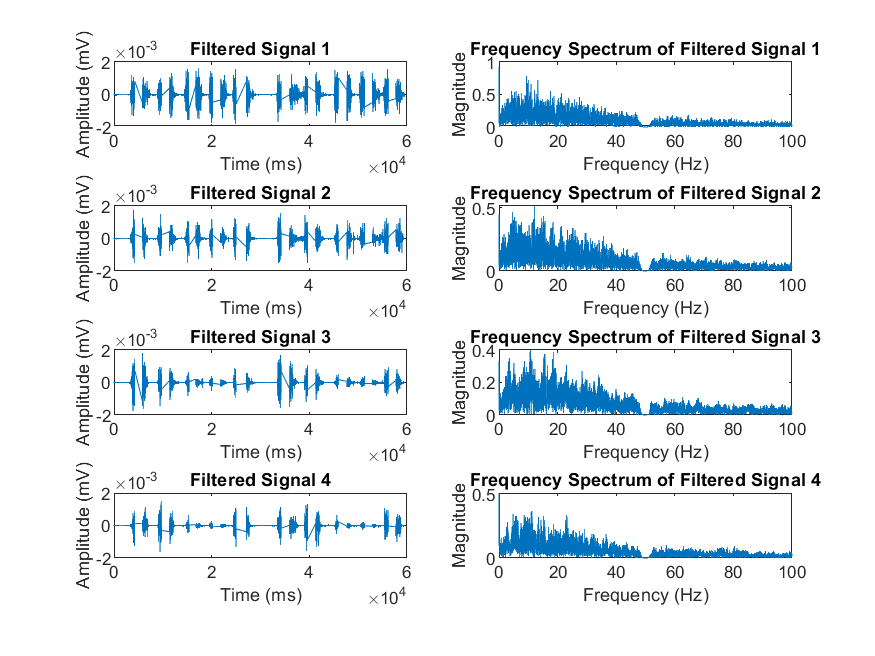 Filtered Signal 1
×10-3
Amplitude (mV)
2
0
-2
0 2 4 6
Time (ms)
×104
Frequency Spectrum of Filtered Signal 1
Magnitude
1
0.5
0
0 20 40 60 80 100
Frequency (Hz)
Filtered Signal 2
×10-3
Amplitude (mV)
2
0
-2
0 2 4 6
Time (ms)
×104
Frequency Spectrum of Filtered Signal 2
Magnitude
0.5
0
0 20 40 60 80 100
Frequency (Hz)
Filtered Signal 3
×10-3
Amplitude (mV)
2
0
-2
0 2 4 6
Time (ms)
×104
Frequency Spectrum of Filtered Signal 3
Magnitude
0.4
0.2
0
0 20 40 60 80 100
Frequency (Hz)
Filtered Signal 4
×10-3
Amplitude (mV)
2
0
-2
0 2 4 6
Time (ms)
×104
Frequency Spectrum of Filtered Signal 4
Magnitude
0.5
0
0 20 40 60 80 100
Frequency (Hz)